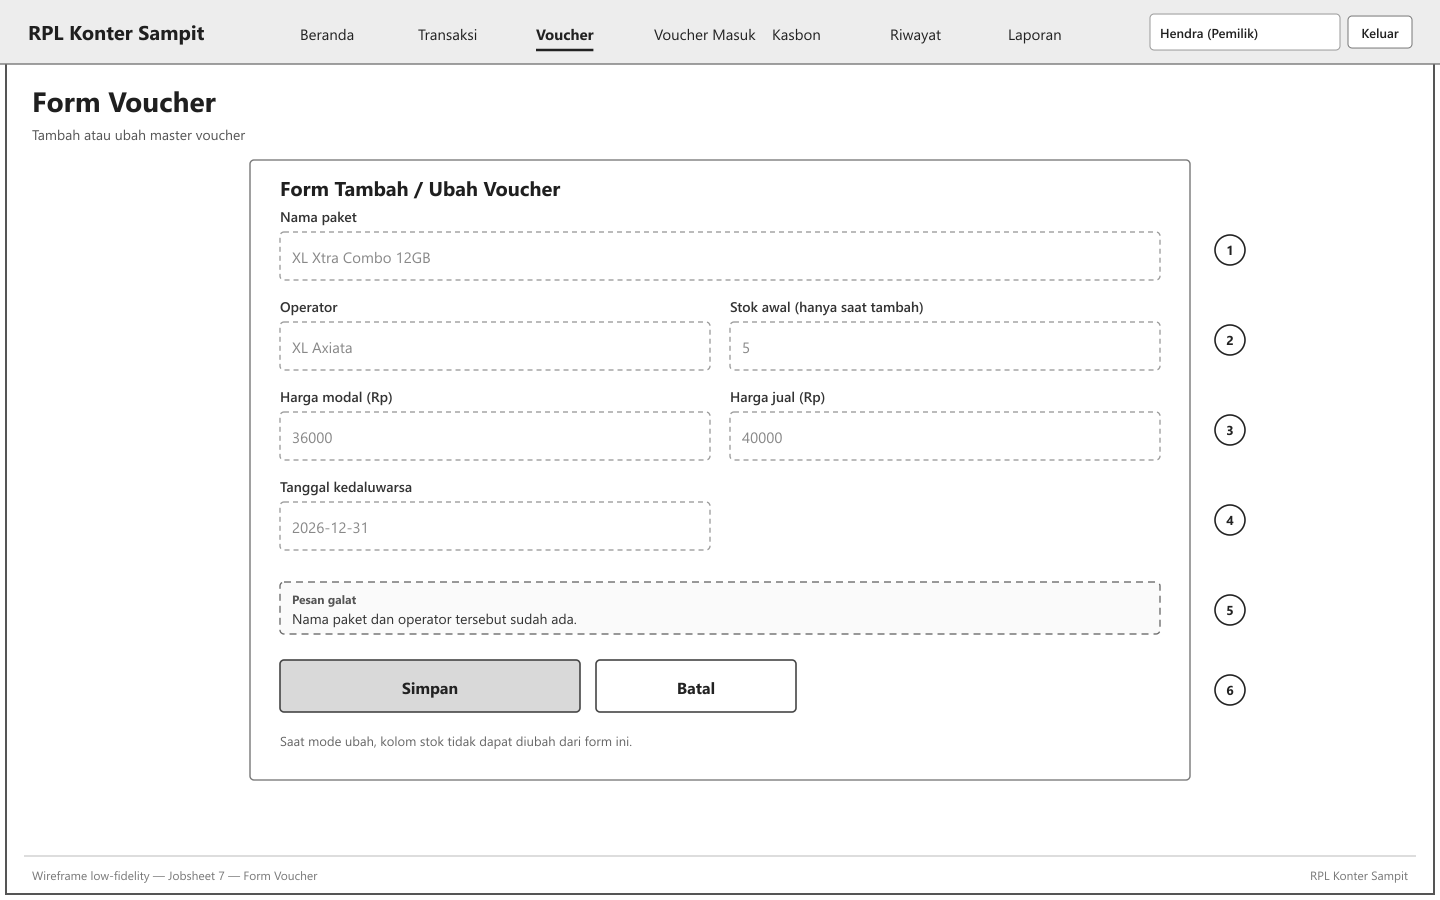 RPL Konter Sampit
Beranda Transaksi Voucher Voucher Masuk Kasbon Riwayat Laporan
Hendra (Pemilik)
Keluar
Form Voucher
Tambah atau ubah master voucher
Form Tambah / Ubah Voucher
Nama paket
XL Xtra Combo 12GB
1
Operator
XL Axiata
Stok awal (hanya saat tambah)
5
2
Harga modal (Rp)
36000
Harga jual (Rp)
40000
3
Tanggal kedaluwarsa
2026-12-31
4
Pesan galat
Nama paket dan operator tersebut sudah ada.
5
Simpan
Batal
6
Saat mode ubah, kolom stok tidak dapat diubah dari form ini.
Wireframe low-fidelity — Jobsheet 7 — Form Voucher
RPL Konter Sampit